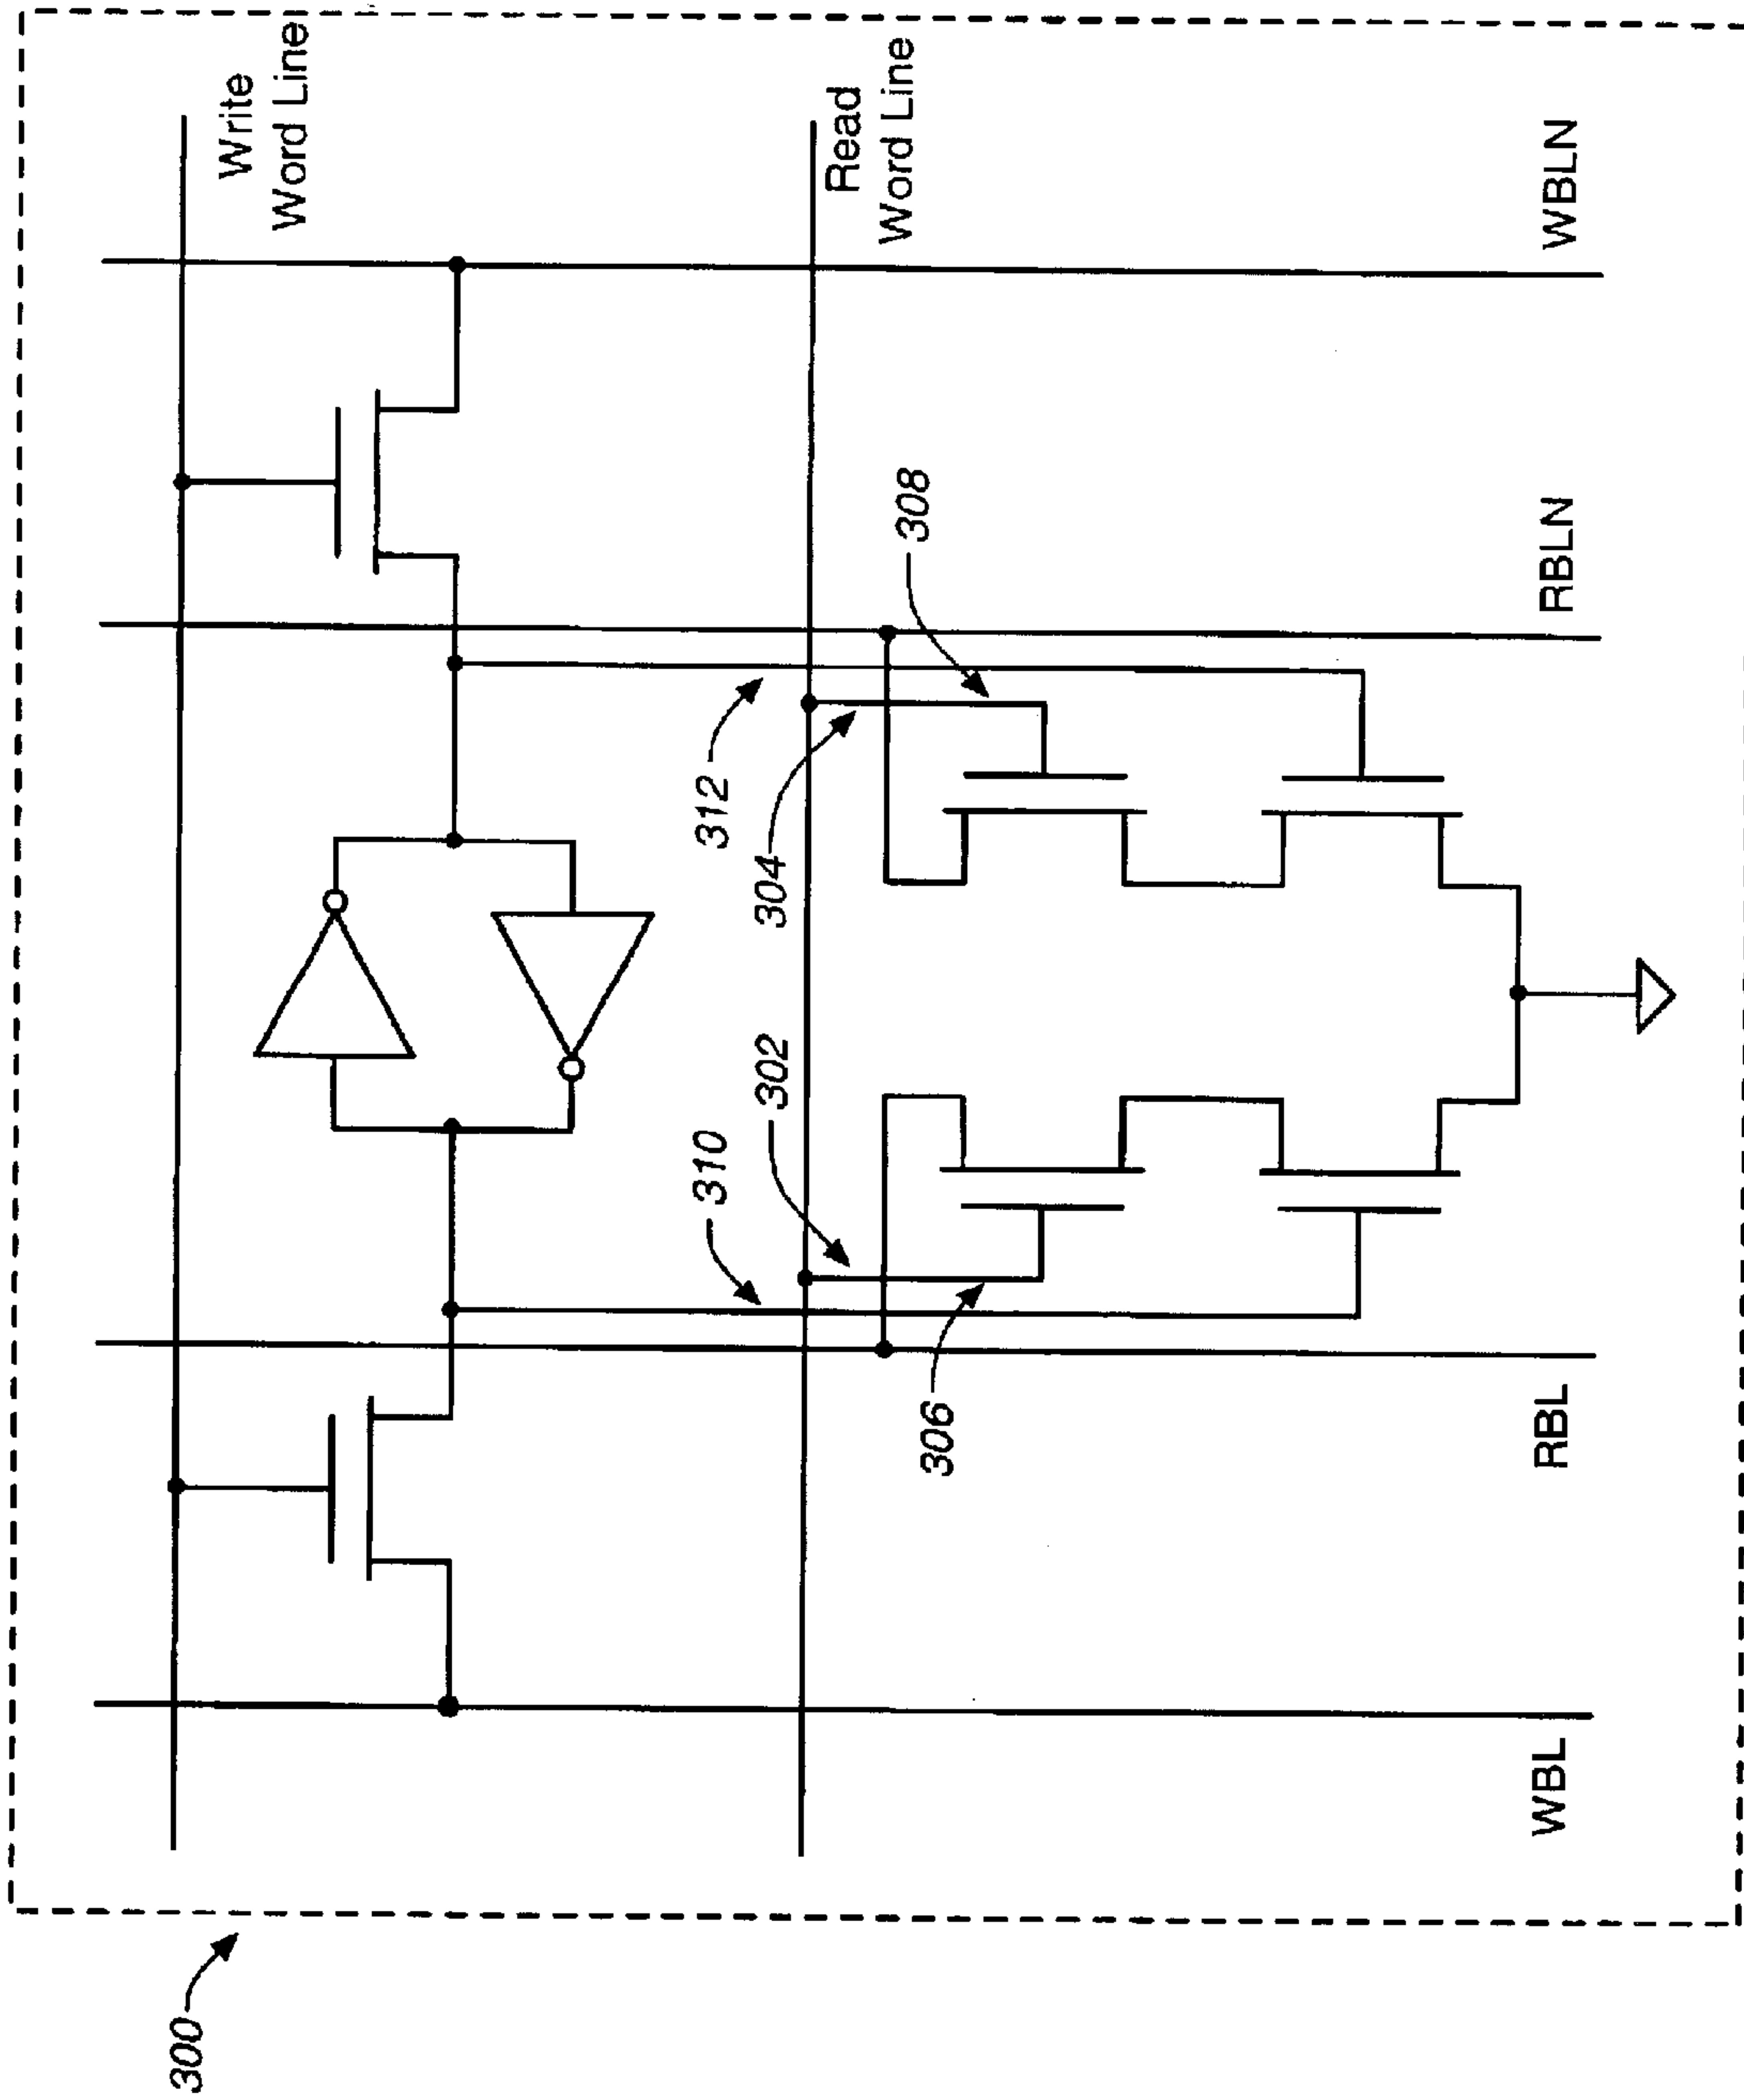 300
Write
Word Line
Read
Word Line
310
312
302
304
306
308
WBL
RBL
RBLN
WBLN